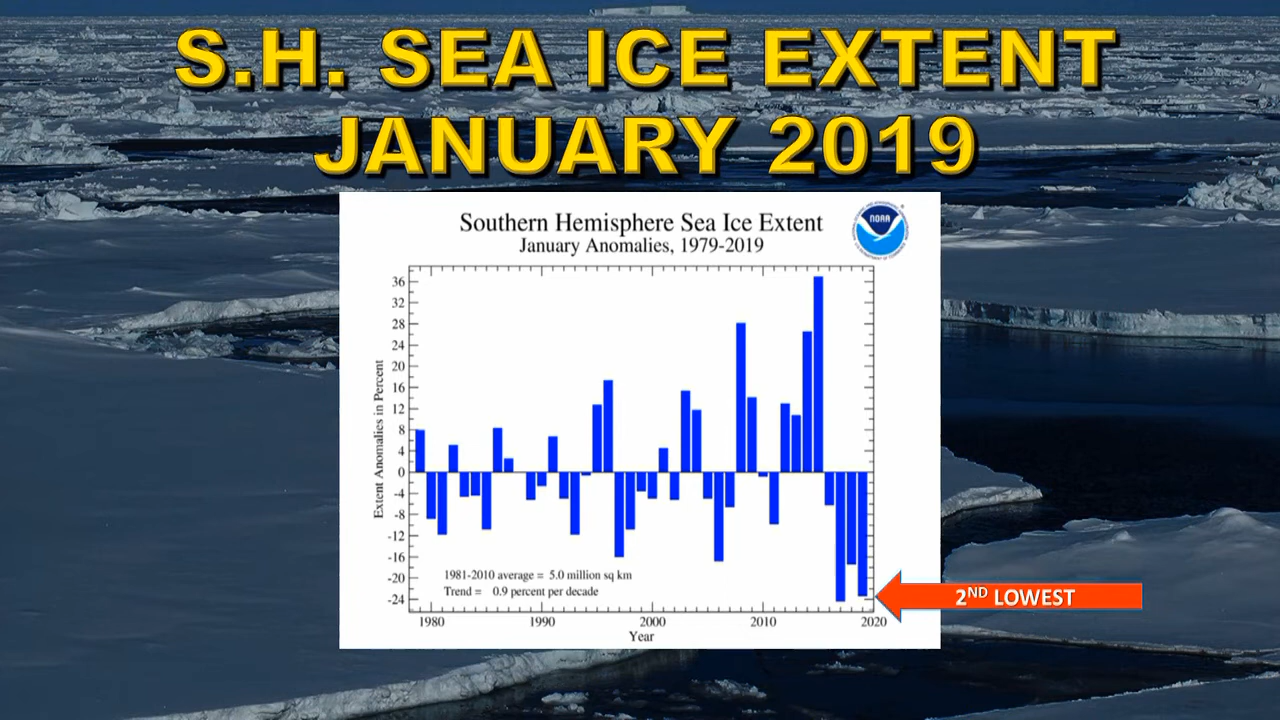 S.H. SEA ICE EXTENT
JANUARY 2019
Southern Hemisphere Sea Ice Extent
January Anomalies, 1979-2019
NOAA
Extent Anomalies in Percent
36
32
28
24
20
16
12
8
4
0
-4
-8
-12
-16
-20
-24
1981-2010 average = 5.0 million sq km
Trend = 0.9 percent per decade
2ND LOWEST
1980 1990 2000 2010 2020
Year